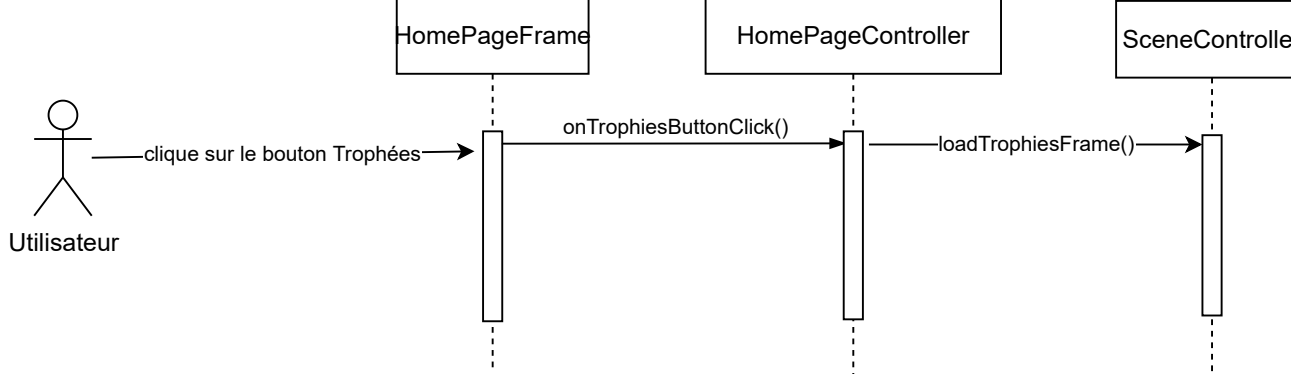 HomePageFrame
HomePageController
SceneControlle
onTrophiesButtonClick()
clique sur le bouton Trophées
loadTrophiesFrame()
Utilisateur